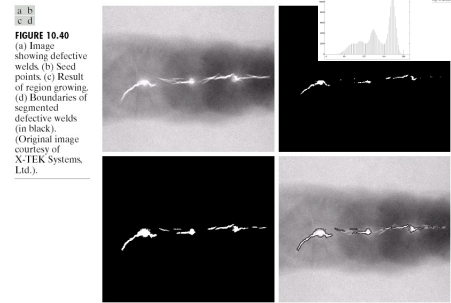 a b
c d
FIGURE 10.40
(a) Image
showing defective
welds. (b) Seed
points. (c) Result
of region growing.
(d) Boundaries of
segmented
defective welds
(in black).
(Original image
courtesy of
X-TEK Systems,
Ltd.).